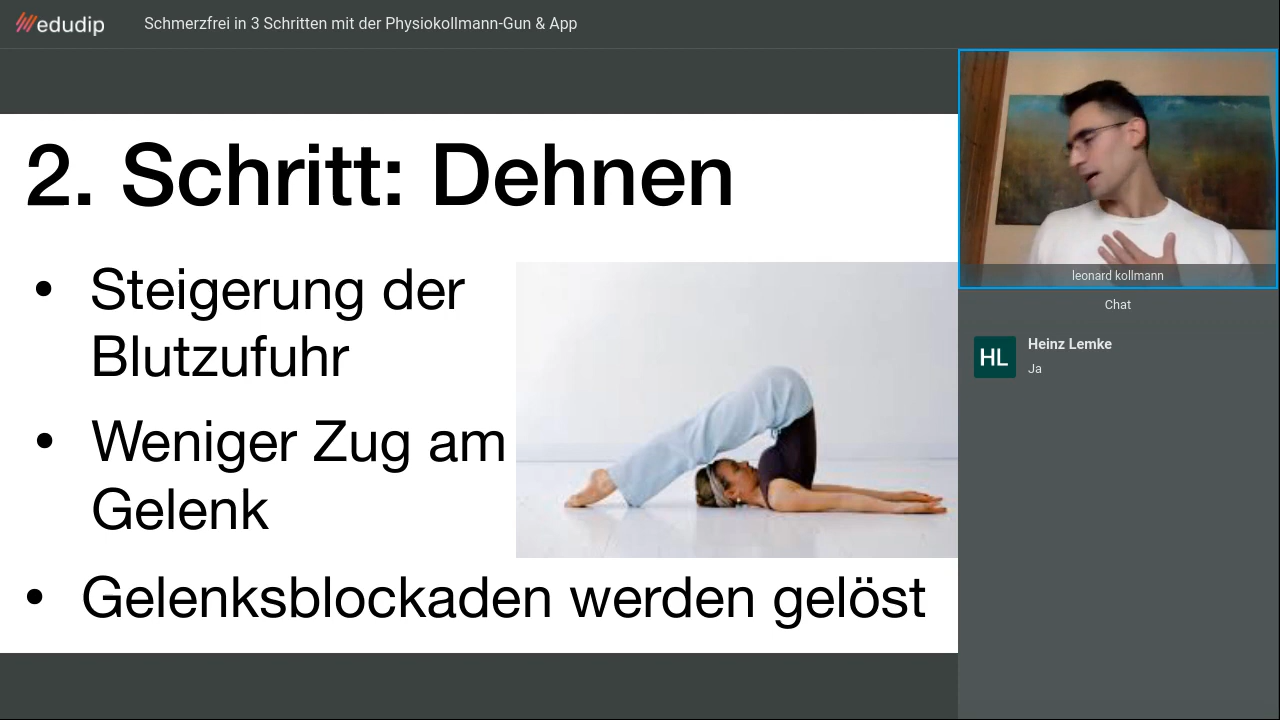 edudip
Schmerzfrei in 3 Schritten mit der Physiokollmann-Gun & App
2. Schritt: Dehnen
• Steigerung der
Blutzufuhr
• Weniger Zug am
Gelenk
• Gelenksblockaden werden gelöst
leonard kollmann
Chat
HL
Heinz Lemke
Ja